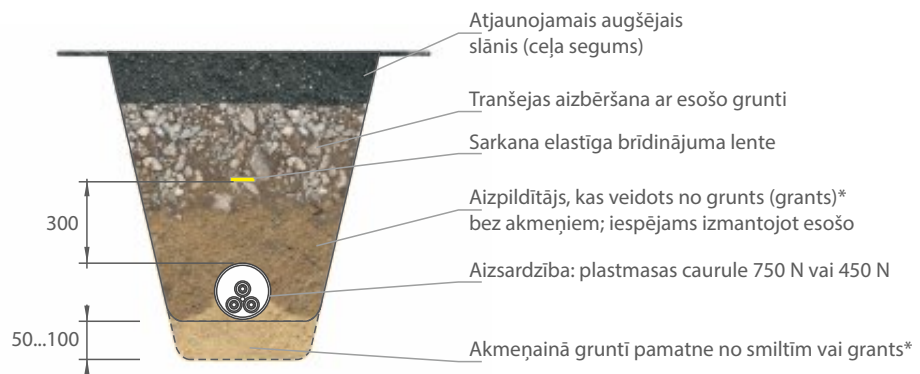 Atjaunojamais augšējais
slānis (ceļa segums)
Tranšejas aizbēršana ar esošo grunti
Sarkana elastīga brīdinājuma lente
Aizpildītājs, kas veidots no grunts (grants)*
bez akmeņiem; iespējams izmantojot esošo
300
Aizsardzība: plastmasas caurule 750 N vai 450 N
50...100
Akmeņainā gruntī pamatne no smiltīm vai grants*